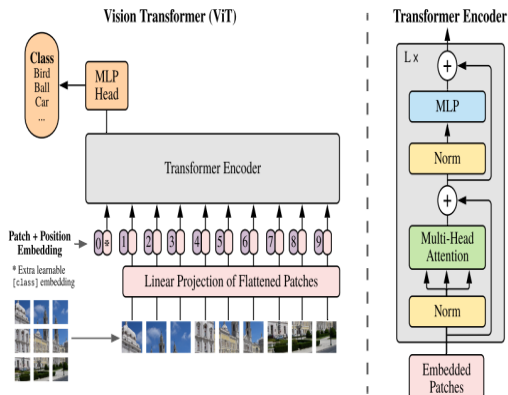 Vision Transformer (ViT)
Class
Bird
Ball
Car
...
MLP
Head
Transformer Encoder
Patch + Position
Embedding
0 * 1 2 3 4 5 6 7 8 9
* Extra learnable
[class] embedding
Linear Projection of Flattened Patches
Transformer Encoder
L ×
+
MLP
Norm
+
Multi-Head
Attention
Norm
Embedded
Patches